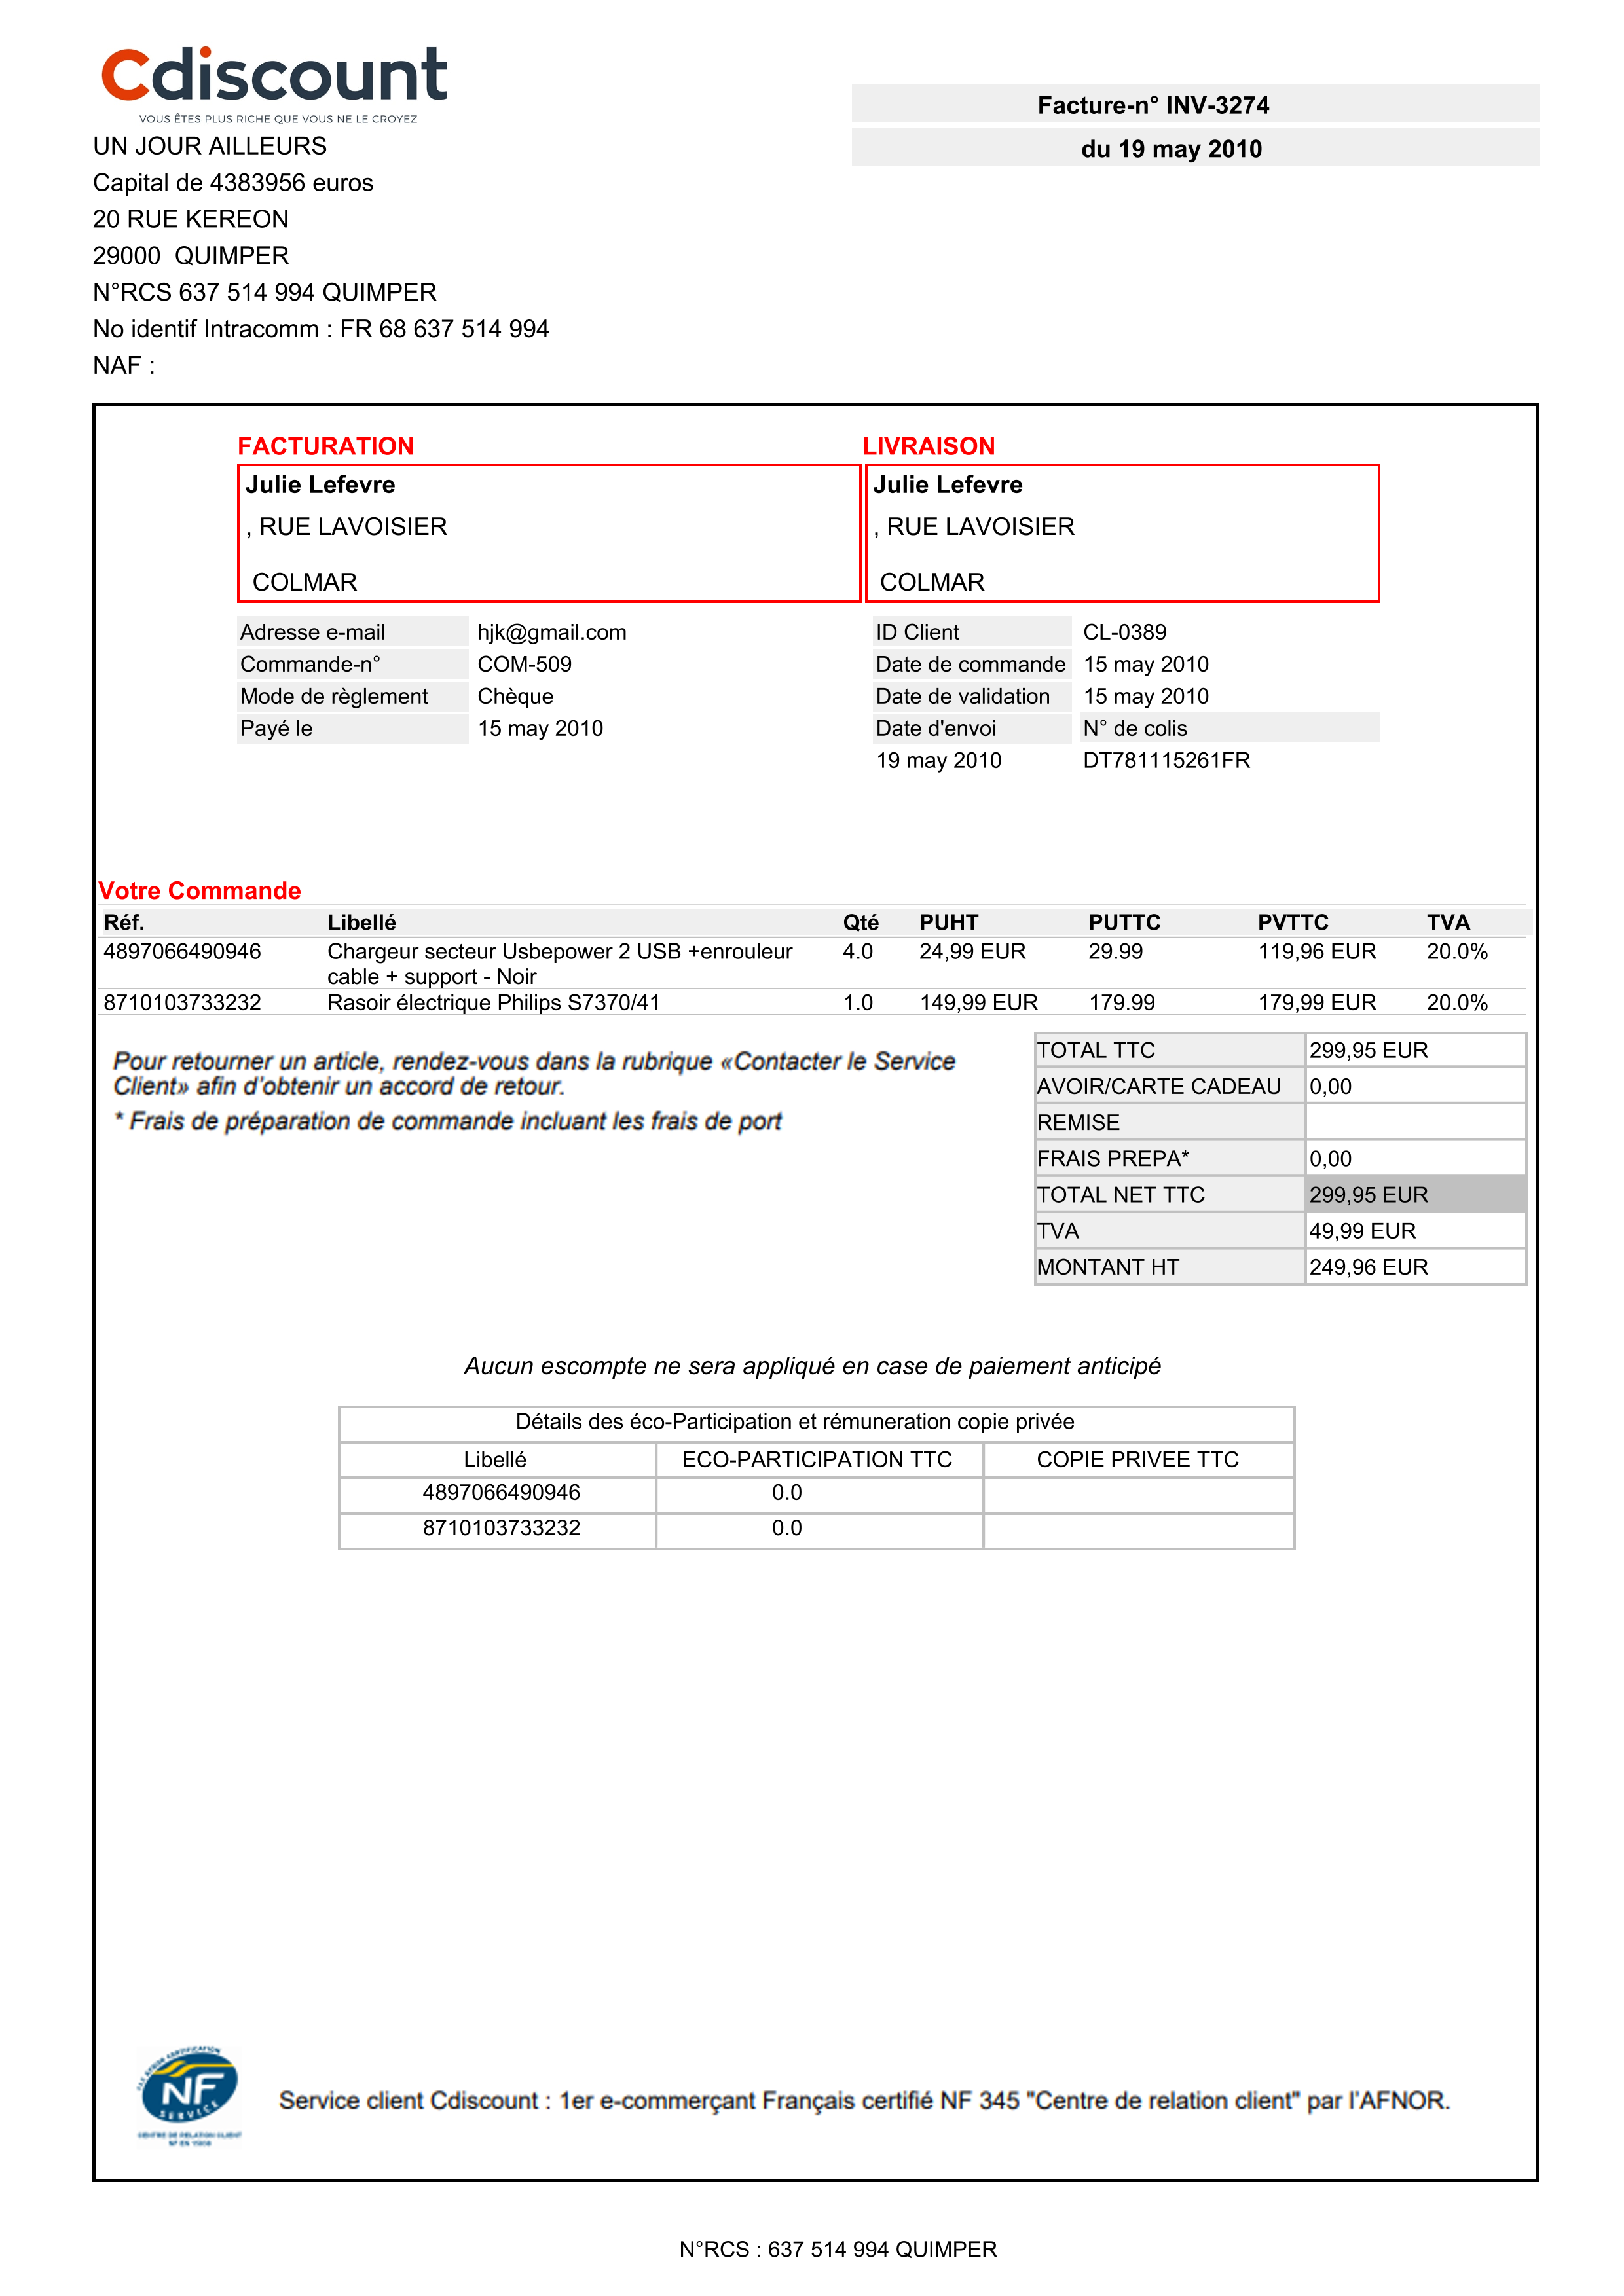 Cdiscount
VOUS ÊTES PLUS RICHE QUE VOUS NE LE CROYEZ
Facture-n° INV-3274
du 19 may 2010
UN JOUR AILLEURS
Capital de 4383956 euros
20 RUE KEREON
29000  QUIMPER
N°RCS 637 514 994 QUIMPER
No identif Intracomm : FR 68 637 514 994
NAF :
FACTURATION
Julie Lefevre
, RUE LAVOISIER
COLMAR
LIVRAISON
Julie Lefevre
, RUE LAVOISIER
COLMAR
Adresse e-mail hjk@gmail.com
Commande-n° COM-509
Mode de règlement Chèque
Payé le 15 may 2010
ID Client CL-0389
Date de commande 15 may 2010
Date de validation 15 may 2010
Date d'envoi N° de colis
19 may 2010 DT781115261FR
Votre Commande
Réf. Libellé Qté PUHT PUTTC PVTTC TVA
4897066490946 Chargeur secteur Usbepower 2 USB +enrouleur 4.0 24,99 EUR 29.99 119,96 EUR 20.0%
cable + support - Noir
8710103733232 Rasoir électrique Philips S7370/41 1.0 149,99 EUR 179.99 179,99 EUR 20.0%
Pour retourner un article, rendez-vous dans la rubrique «Contacter le Service
Client» afin d'obtenir un accord de retour.
* Frais de préparation de commande incluant les frais de port
TOTAL TTC 299,95 EUR
AVOIR/CARTE CADEAU 0,00
REMISE
FRAIS PREPA* 0,00
TOTAL NET TTC 299,95 EUR
TVA 49,99 EUR
MONTANT HT 249,96 EUR
Aucun escompte ne sera appliqué en case de paiement anticipé
Détails des éco-Participation et rémuneration copie privée
Libellé ECO-PARTICIPATION TTC COPIE PRIVEE TTC
4897066490946 0.0
8710103733232 0.0
NF
SERVICE
CENTRE DE RELATION CLIENT
Service client Cdiscount : 1er e-commerçant Français certifié NF 345 "Centre de relation client" par l'AFNOR.
N°RCS : 637 514 994 QUIMPER